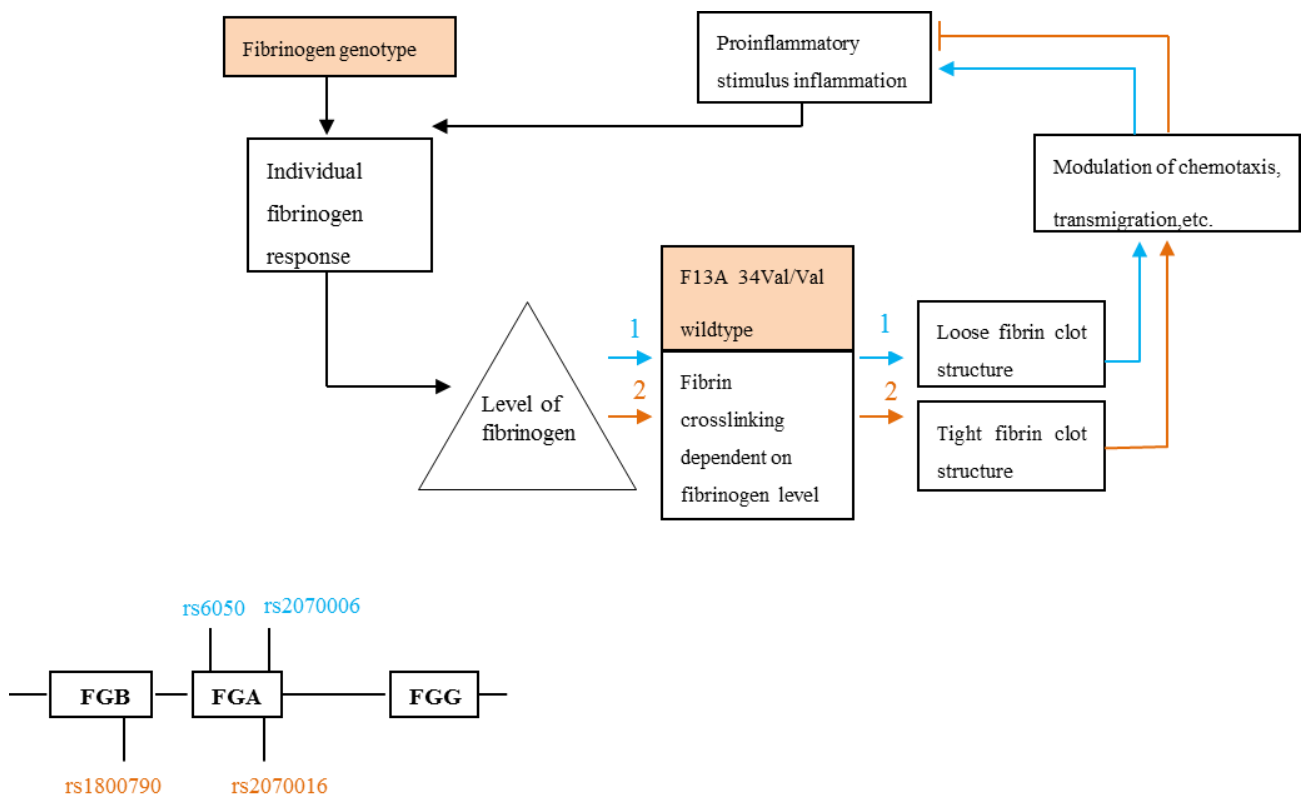 Fibrinogen genotype
Proinflammatory
stimulus inflammation
Individual
fibrinogen
response
Modulation of chemotaxis,
transmigration,etc.
Level of
fibrinogen
1
2
F13A 34Val/Val
wildtype
Fibrin
crosslinking
dependent on
fibrinogen level
1
2
Loose fibrin clot
structure
Tight fibrin clot
structure
rs6050 rs2070006
FGB FGA FGG
rs1800790 rs2070016